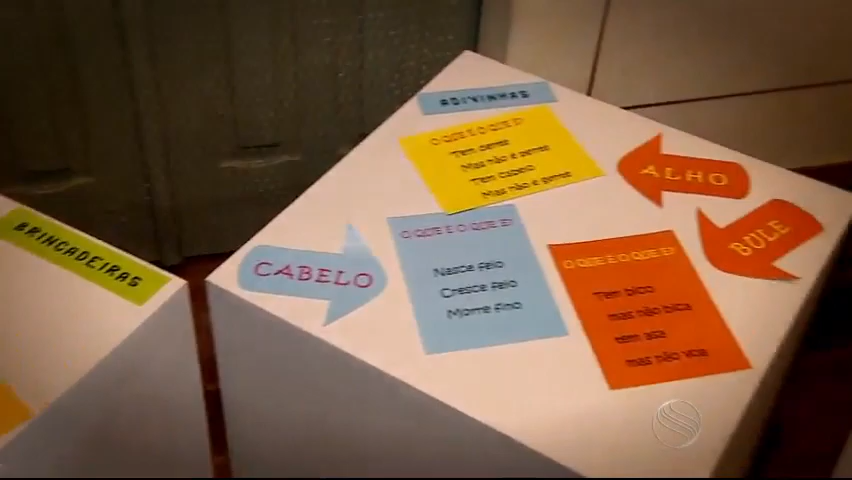 ADIVINHAS
O QUE É O QUE É?
Tem dente
Mas não é pente
Tem cabelo
Mas não é gente
ALHO
O QUE É O QUE É?
Nasce feio
Cresce feio
Morre fino
CABELO
O QUE É O QUE É?
Tem bico
mas não bica
tem asa
mas não voa
BULE
BRINCADEIRAS